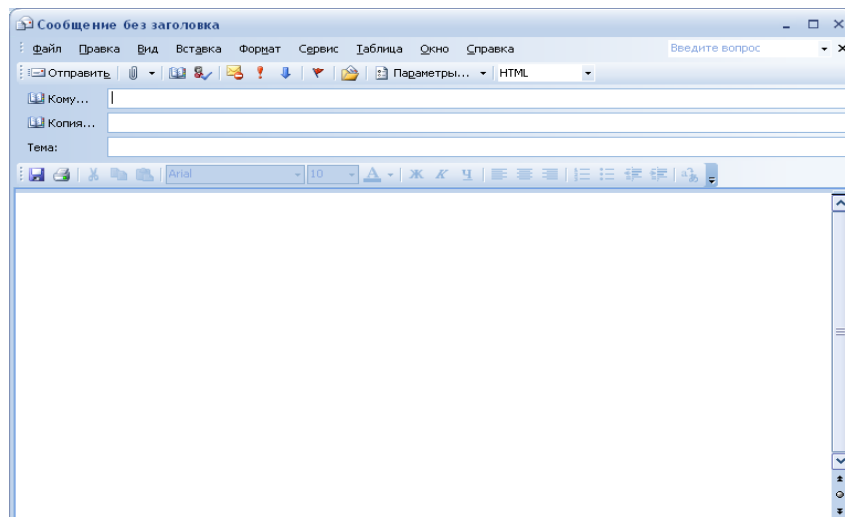 Сообщение без заголовка
Файл Правка Вид Вставка Формат Сервис Таблица Окно Справка Введите вопрос
Отправить Параметры... HTML
Кому...
Копия...
Тема:
Arial 10 А Ж К Ч